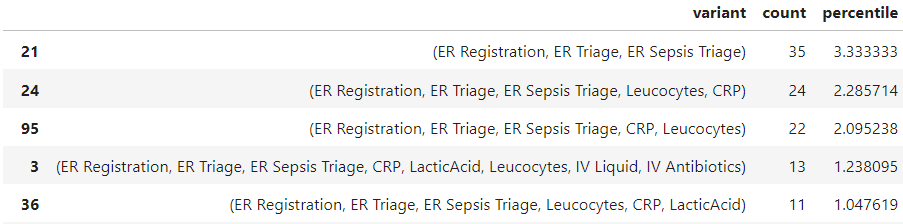 variant count percentile
21 (ER Registration, ER Triage, ER Sepsis Triage) 35 3.333333
24 (ER Registration, ER Triage, ER Sepsis Triage, Leucocytes, CRP) 24 2.285714
95 (ER Registration, ER Triage, ER Sepsis Triage, CRP, Leucocytes) 22 2.095238
3 (ER Registration, ER Triage, ER Sepsis Triage, CRP, LacticAcid, Leucocytes, IV Liquid, IV Antibiotics) 13 1.238095
36 (ER Registration, ER Triage, ER Sepsis Triage, Leucocytes, CRP, LacticAcid) 11 1.047619